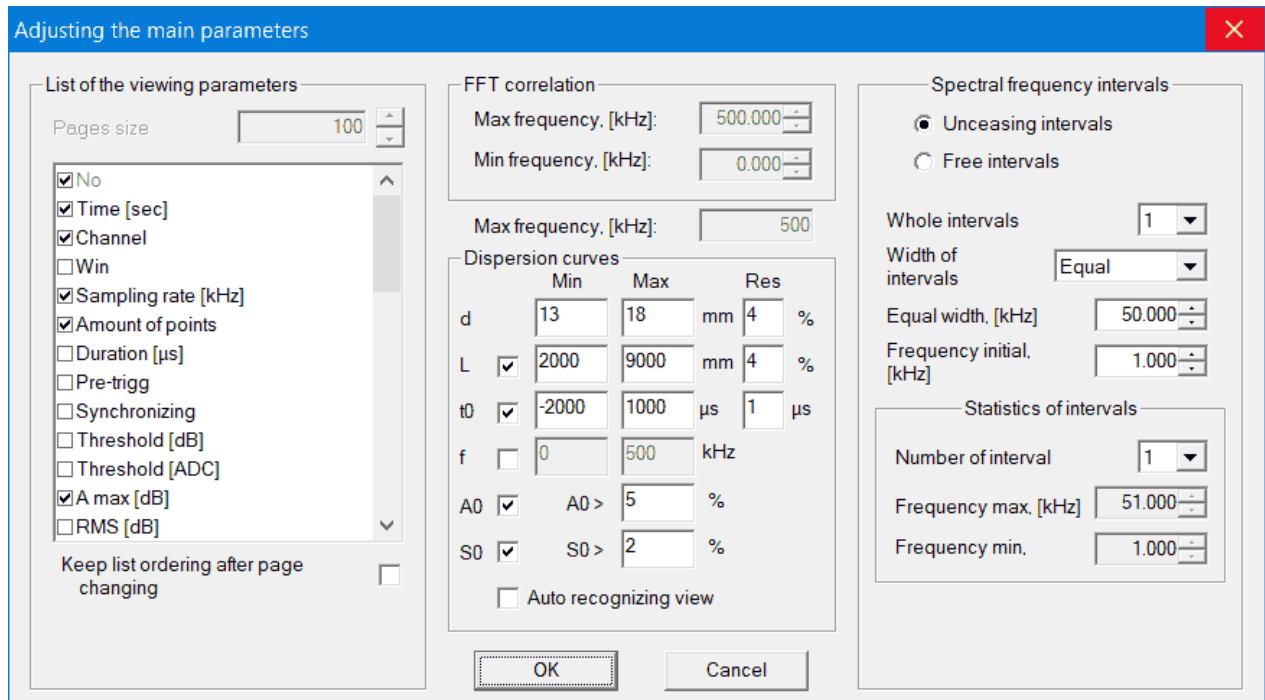 Adjusting the main parameters
List of the viewing parameters
Pages size 100
No
Time [sec]
Channel
Win
Sampling rate [kHz]
Amount of points
Duration [µs]
Pre-trigg
Synchronizing
Threshold [dB]
Threshold [ADC]
A max [dB]
RMS [dB]
Keep list ordering after page
changing
FFT correlation
Max frequency, [kHz]: 500.000
Min frequency, [kHz]: 0.000
Max frequency, [kHz]: 500
Dispersion curves
Min Max Res
d 13 18 mm 4 %
L 2000 9000 mm 4 %
t0 -2000 1000 µs 1 µs
f 0 500 kHz
A0 A0 > 5 %
S0 S0 > 2 %
Auto recognizing view
OK Cancel
Spectral frequency intervals
Unceasing intervals
Free intervals
Whole intervals 1
Width of
intervals Equal
Equal width, [kHz] 50.000
Frequency initial,
[kHz] 1.000
Statistics of intervals
Number of interval 1
Frequency max, [kHz] 51.000
Frequency min, 1.000